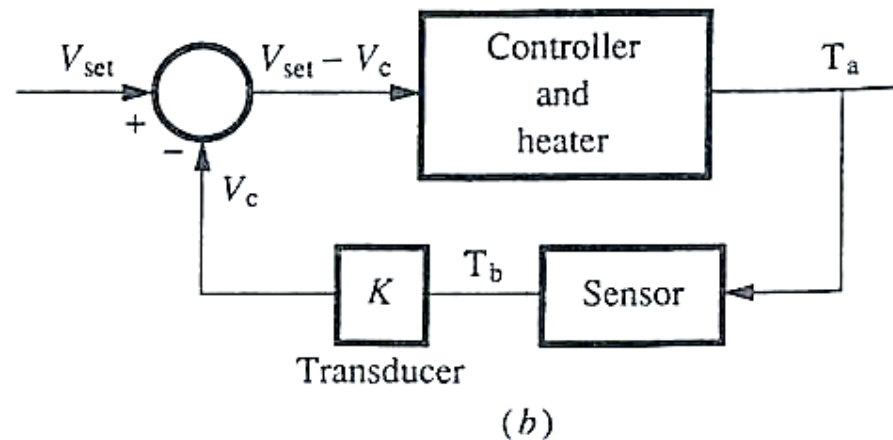 V_set
+
−
V_set − V_c
Controller
and
heater
T_a
V_c
K
T_b
Sensor
Transducer
(b)